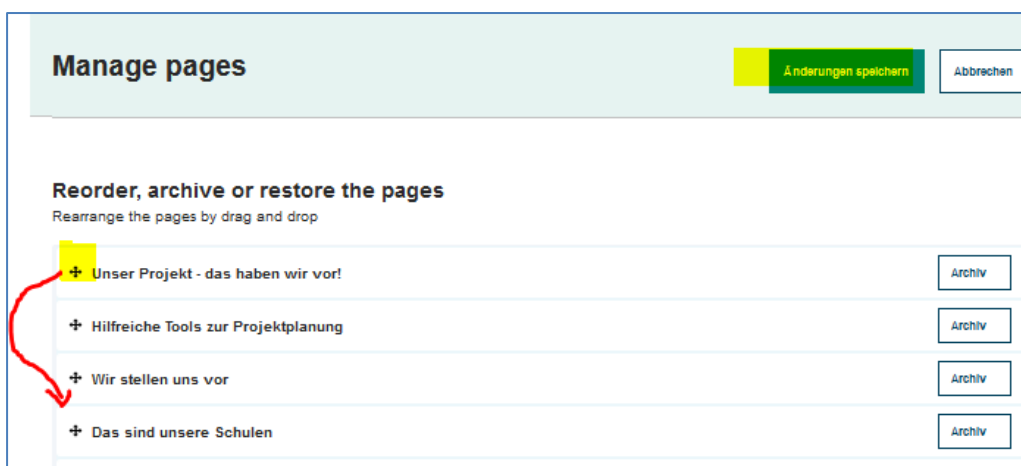 Manage pages
Änderungen speichern
Abbrechen
Reorder, archive or restore the pages
Rearrange the pages by drag and drop
Unser Projekt - das haben wir vor!
Archiv
Hilfreiche Tools zur Projektplanung
Archiv
Wir stellen uns vor
Archiv
Das sind unsere Schulen
Archiv